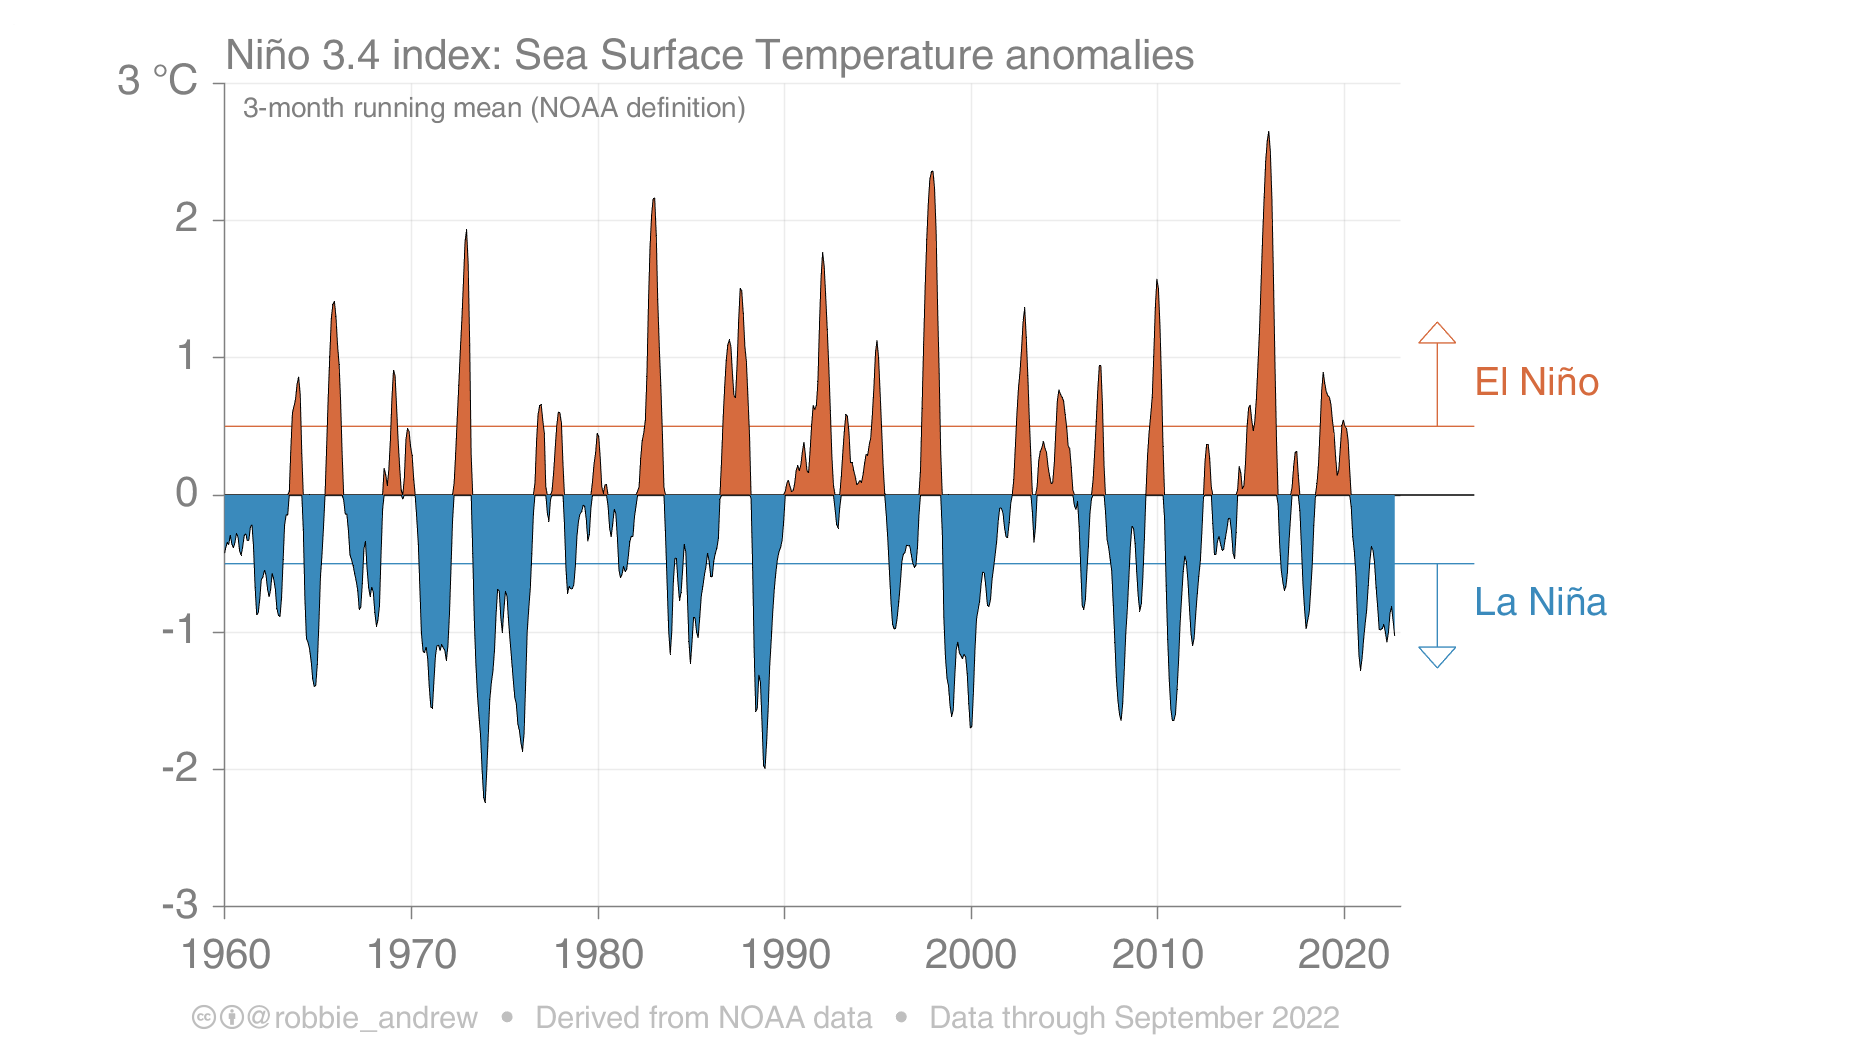 Niño 3.4 index: Sea Surface Temperature anomalies
3 °C
3-month running mean (NOAA definition)
2
1
El Niño
0
La Niña
-1
-2
-3
1960 1970 1980 1990 2000 2010 2020
@robbie_andrew • Derived from NOAA data • Data through September 2022